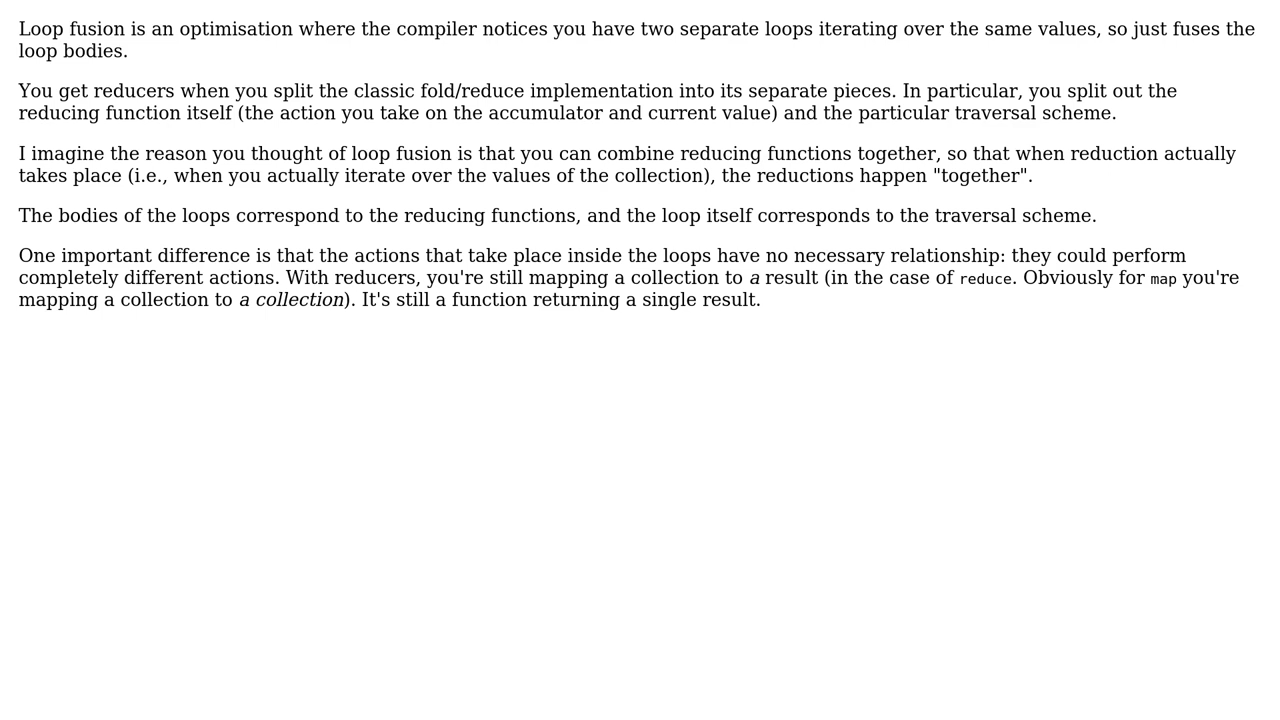 Loop fusion is an optimisation where the compiler notices you have two separate loops iterating over the same values, so just fuses the
loop bodies.
You get reducers when you split the classic fold/reduce implementation into its separate pieces. In particular, you split out the
reducing function itself (the action you take on the accumulator and current value) and the particular traversal scheme.
I imagine the reason you thought of loop fusion is that you can combine reducing functions together, so that when reduction actually
takes place (i.e., when you actually iterate over the values of the collection), the reductions happen "together".
The bodies of the loops correspond to the reducing functions, and the loop itself corresponds to the traversal scheme.
One important difference is that the actions that take place inside the loops have no necessary relationship: they could perform
completely different actions. With reducers, you're still mapping a collection to a result (in the case of reduce. Obviously for map you're
mapping a collection to a collection). It's still a function returning a single result.